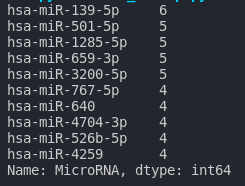 hsa-miR-139-5p 6
hsa-miR-501-5p 5
hsa-miR-1285-5p 5
hsa-miR-659-3p 5
hsa-miR-3200-5p 5
hsa-miR-767-5p 4
hsa-miR-640 4
hsa-miR-4704-3p 4
hsa-miR-526b-5p 4
hsa-miR-4259 4
Name: MicroRNA, dtype: int64